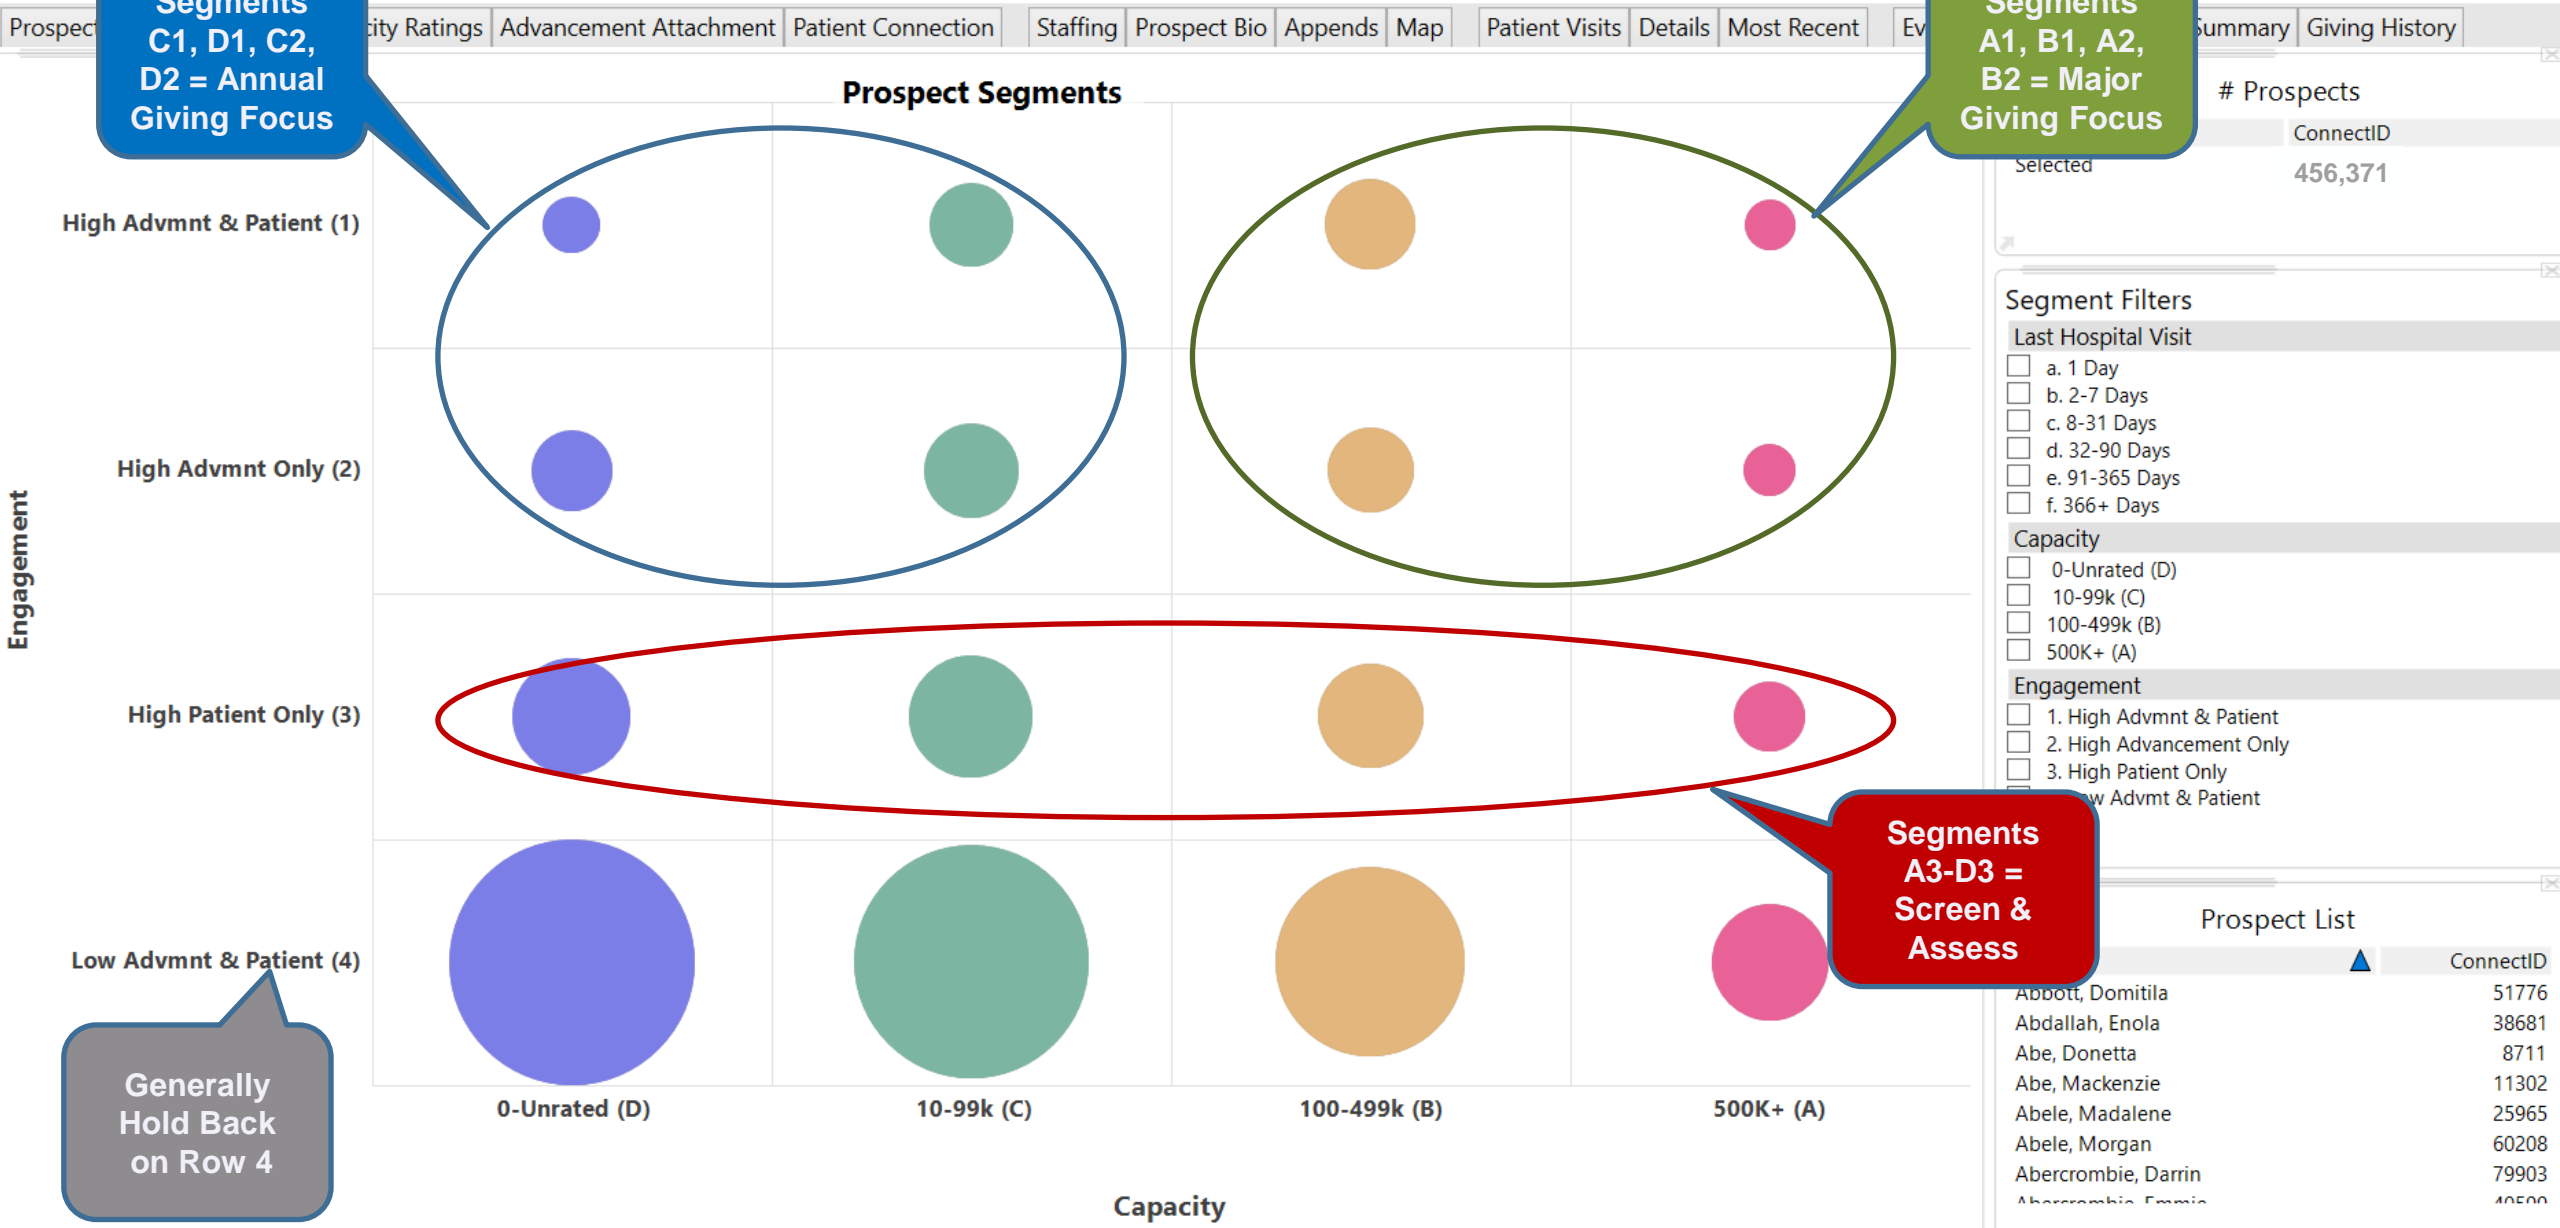 Segments
C1, D1, C2,
D2 = Annual
Giving Focus
Prospec
ity Ratings
Advancement Attachment
Patient Connection
Staffing
Prospect Bio
Appends
Map
Patient Visits
Details
Most Recent
Ev
Summary
Giving History
Segments
A1, B1, A2,
B2 = Major
Giving Focus
Prospect Segments
High Advmnt & Patient (1)
High Advmnt Only (2)
High Patient Only (3)
Low Advmnt & Patient (4)
Engagement
0-Unrated (D)
10-99k (C)
100-499k (B)
500K+ (A)
Capacity
Generally
Hold Back
on Row 4
Segments
A3-D3 =
Screen &
Assess
# Prospects
ConnectID
Selected
456,371
Segment Filters
Last Hospital Visit
a. 1 Day
b. 2-7 Days
c. 8-31 Days
d. 32-90 Days
e. 91-365 Days
f. 366+ Days
Capacity
0-Unrated (D)
10-99k (C)
100-499k (B)
500K+ (A)
Engagement
1. High Advmnt & Patient
2. High Advancement Only
3. High Patient Only
w Advmt & Patient
Prospect List
ConnectID
Abbott, Domitila 51776
Abdallah, Enola 38681
Abe, Donetta 8711
Abe, Mackenzie 11302
Abele, Madalene 25965
Abele, Morgan 60208
Abercrombie, Darrin 79903